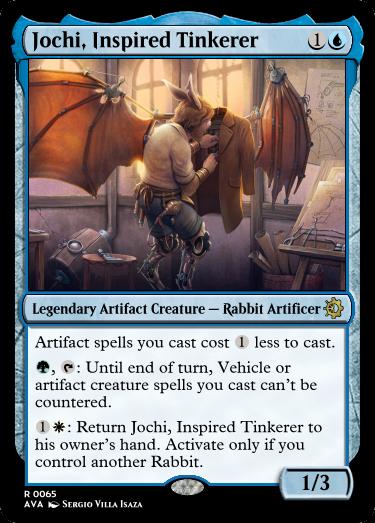 Jochi, Inspired Tinkerer 1
Legendary Artifact Creature — Rabbit Artificer
Artifact spells you cast cost 1 less to cast.
, : Until end of turn, Vehicle or
artifact creature spells you cast can't be
countered.
1 : Return Jochi, Inspired Tinkerer to
his owner's hand. Activate only if you
control another Rabbit.
1/3
R 0065
AVA Sergio Villa Isaza